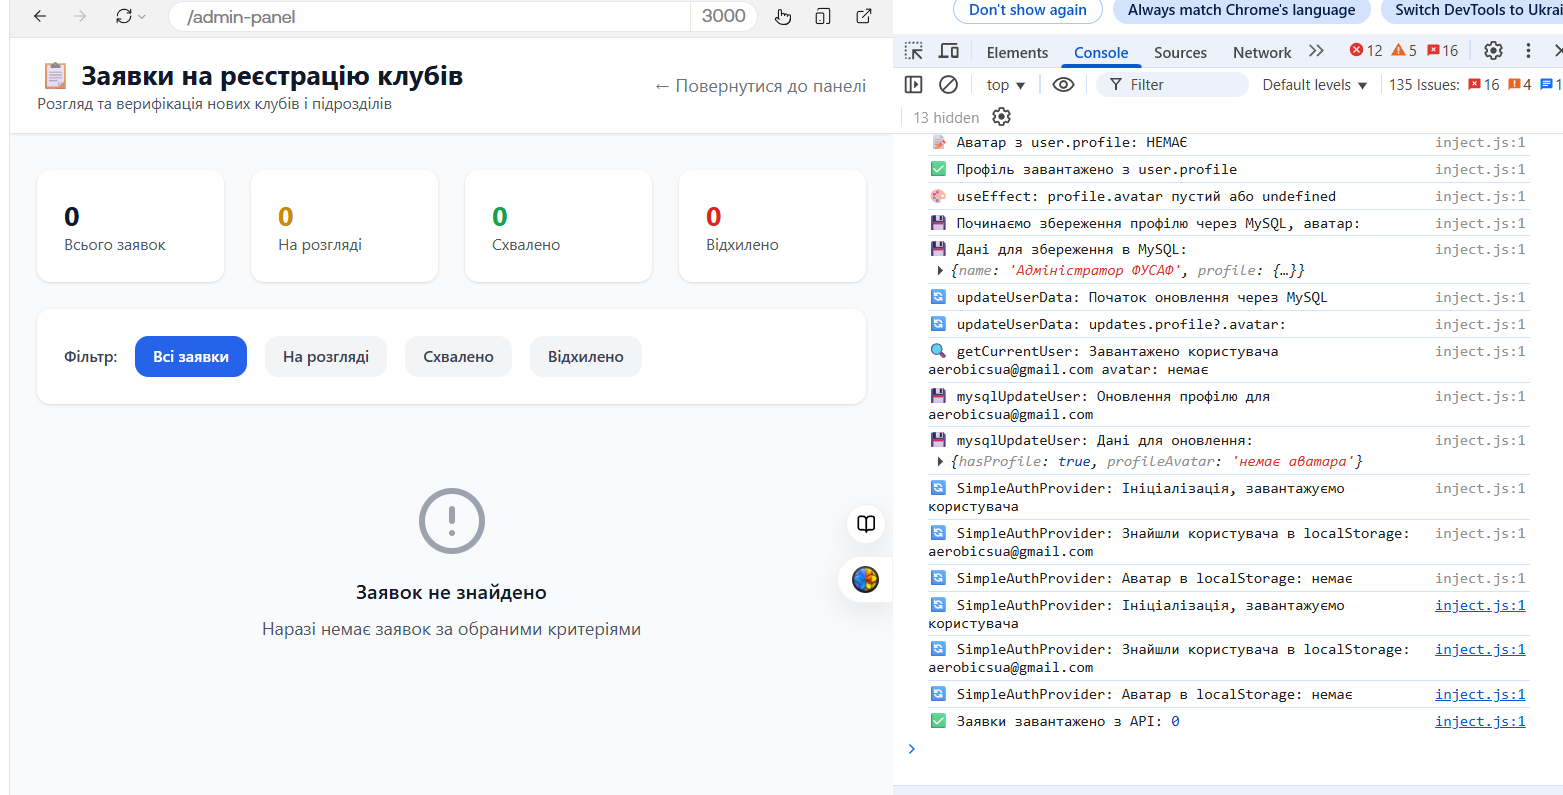 /admin-panel
3000
Заявки на реєстрацію клубів
Розгляд та верифікація нових клубів і підрозділів
← Повернутися до панелі
0
Всього заявок
0
На розгляді
0
Схвалено
0
Відхилено
Фільтр:
Всі заявки
На розгляді
Схвалено
Відхилено
Заявок не знайдено
Наразі немає заявок за обраними критеріями
Don't show again
Always match Chrome's language
Switch DevTools to Ukrai
Elements
Console
Sources
Network
12
5
16
top
Filter
Default levels
135 Issues:
16
4
1
13 hidden
Аватар з user.profile: НЕМАЄ inject.js:1
Профіль завантажено з user.profile inject.js:1
useEffect: profile.avatar пустий або undefined inject.js:1
Починаємо збереження профілю через MySQL, аватар: inject.js:1
Дані для збереження в MySQL: inject.js:1
{name: 'Адміністратор ФУСАФ', profile: {…}}
updateUserData: Початок оновлення через MySQL inject.js:1
updateUserData: updates.profile?.avatar: inject.js:1
getCurrentUser: Завантажено користувача inject.js:1
aerobicsua@gmail.com avatar: немає
mysqlUpdateUser: Оновлення профілю для inject.js:1
aerobicsua@gmail.com
mysqlUpdateUser: Дані для оновлення: inject.js:1
{hasProfile: true, profileAvatar: 'немає аватара'}
SimpleAuthProvider: Ініціалізація, завантажуємо inject.js:1
користувача
SimpleAuthProvider: Знайшли користувача в localStorage: inject.js:1
aerobicsua@gmail.com
SimpleAuthProvider: Аватар в localStorage: немає inject.js:1
SimpleAuthProvider: Ініціалізація, завантажуємо inject.js:1
користувача
SimpleAuthProvider: Знайшли користувача в localStorage: inject.js:1
aerobicsua@gmail.com
SimpleAuthProvider: Аватар в localStorage: немає inject.js:1
Заявки завантажено з API: 0 inject.js:1